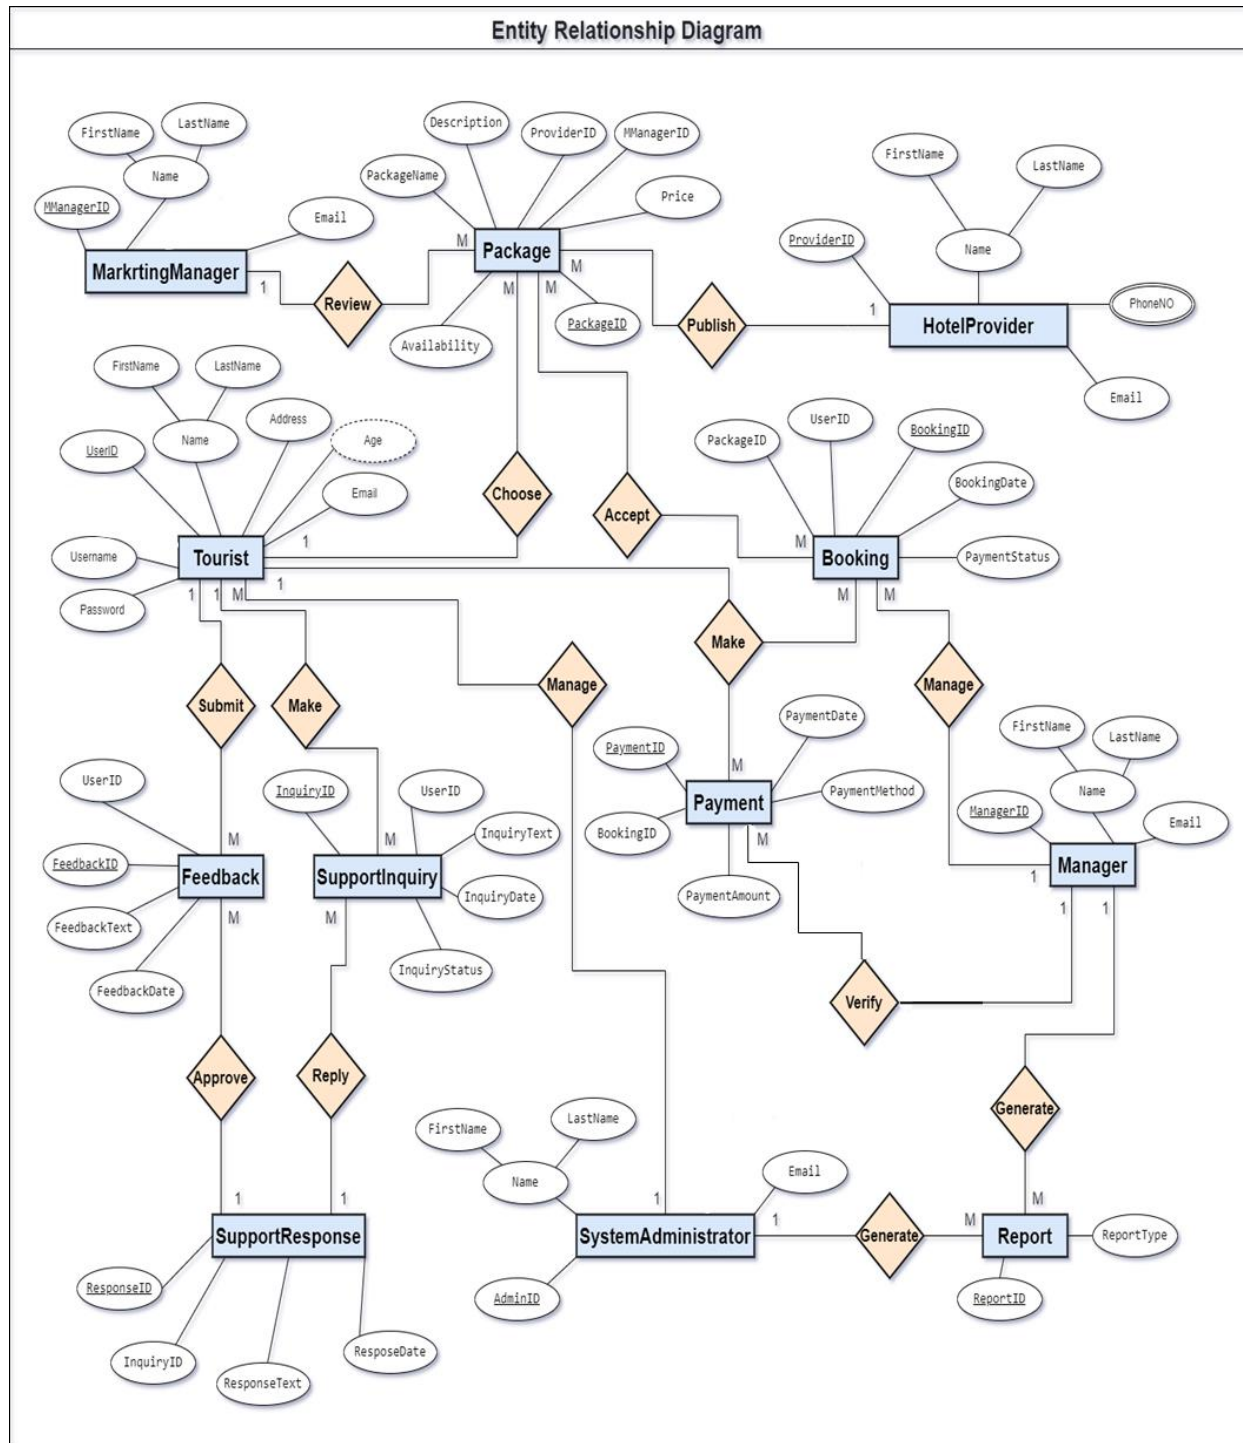 Entity Relationship Diagram
FirstName
LastName
Name
MManagerID
Email
MarkrtingManager
1
Review
M
Description
ProviderID
MManagerID
PackageName
Price
Package
M
M
M
Availability
PackageID
Publish
1
FirstName
LastName
ProviderID
Name
PhoneNO
HotelProvider
Email
FirstName
LastName
Name
Address
Age
UserID
Email
Username
Password
Tourist
1
1
1
1
M
Choose
Accept
PackageID
UserID
BookingID
BookingDate
PaymentStatus
M
Booking
M
M
Submit
Make
Manage
Make
Manage
PaymentID
PaymentDate
PaymentMethod
M
Payment
M
BookingID
PaymentAmount
FirstName
LastName
Name
ManagerID
Email
Manager
1
1
1
UserID
FeedbackID
FeedbackText
FeedbackDate
M
Feedback
M
InquiryID
UserID
InquiryText
InquiryDate
InquiryStatus
M
SupportInquiry
M
Verify
Approve
Reply
Generate
1
1
SupportResponse
ResponseID
InquiryID
ResponseText
ResposeDate
FirstName
LastName
Name
Email
1
SystemAdministrator
1
AdminID
Generate
M
M
Report
ReportType
ReportID